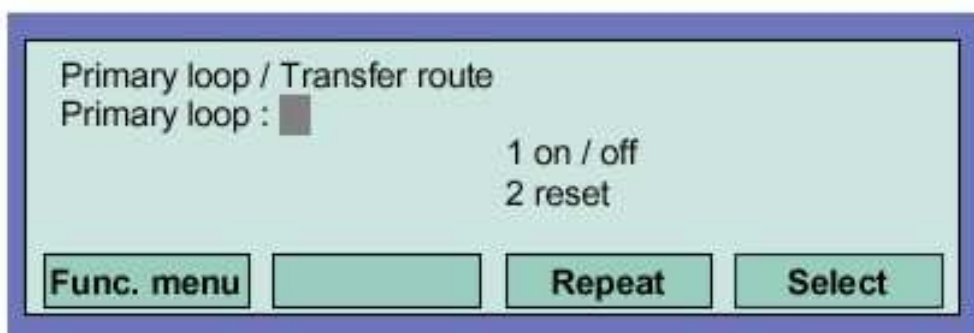 Primary loop / Transfer route
Primary loop :
1 on / off
2 reset
Func. menu
Repeat
Select